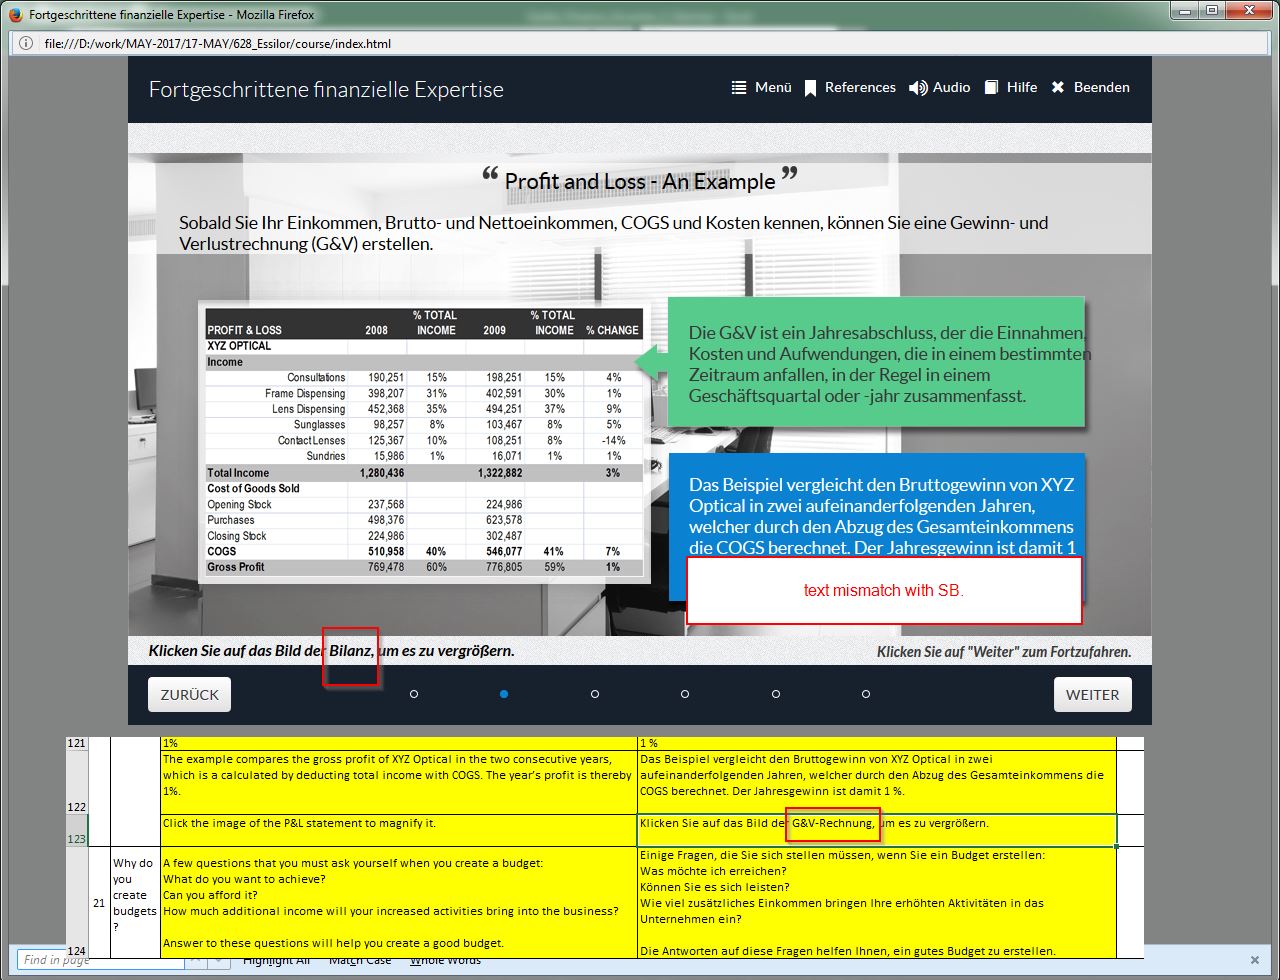 Fortgeschrittene finanzielle Expertise - Mozilla Firefox
file:///D:/work/MAY-2017/17-MAY/628_Essilor/course/index.html
Fortgeschrittene finanzielle Expertise
Menü References Audio Hilfe Beenden
“ Profit and Loss - An Example ”
Sobald Sie Ihr Einkommen, Brutto- und Nettoeinkommen, COGS und Kosten kennen, können Sie eine Gewinn- und
Verlustrechnung (G&V) erstellen.
% TOTAL % TOTAL
PROFIT & LOSS 2008 INCOME 2009 INCOME % CHANGE
XYZ OPTICAL
Income
Consultations 190,251 15% 198,251 15% 4%
Frame Dispensing 398,207 31% 402,591 30% 1%
Lens Dispensing 452,368 35% 494,251 37% 9%
Sunglasses 98,257 8% 103,467 8% 5%
Contact Lenses 125,367 10% 108,251 8% -14%
Sundries 15,986 1% 16,071 1% 1%
Total Income 1,280,436 1,322,882 3%
Cost of Goods Sold
Opening Stock 237,568 224,986
Purchases 498,376 623,578
Closing Stock 224,986 302,487
COGS 510,958 40% 546,077 41% 7%
Gross Profit 769,478 60% 776,805 59% 1%
Die G&V ist ein Jahresabschluss, der die Einnahmen,
Kosten und Aufwendungen, die in einem bestimmten
Zeitraum anfallen, in der Regel in einem
Geschäftsquartal oder -jahr zusammenfasst.
Das Beispiel vergleicht den Bruttogewinn von XYZ
Optical in zwei aufeinanderfolgenden Jahren,
welcher durch den Abzug des Gesamteinkommens
die COGS berechnet. Der Jahresgewinn ist damit 1
text mismatch with SB.
Klicken Sie auf das Bild der Bilanz, um es zu vergrößern.
Klicken Sie auf "Weiter" zum Fortzufahren.
ZURÜCK
WEITER
121 1% 1 %
The example compares the gross profit of XYZ Optical in the two consecutive years,
which is a calculated by deducting total income with COGS. The year's profit is thereby
1%.
Das Beispiel vergleicht den Bruttogewinn von XYZ Optical in zwei
aufeinanderfolgenden Jahren, welcher durch den Abzug des Gesamteinkommens die
COGS berechnet. Der Jahresgewinn ist damit 1 %.
122
Click the image of the P&L statement to magnify it.
Klicken Sie auf das Bild der G&V-Rechnung, um es zu vergrößern.
123
21
Why do
you
create
budgets
?
A few questions that you must ask yourself when you create a budget:
What do you want to achieve?
Can you afford it?
How much additional income will your increased activities bring into the business?
Answer to these questions will help you create a good budget.
Einige Fragen, die Sie sich stellen müssen, wenn Sie ein Budget erstellen:
Was möchte ich erreichen?
Können Sie es sich leisten?
Wie viel zusätzliches Einkommen bringen Ihre erhöhten Aktivitäten in das
Unternehmen ein?
Die Antworten auf diese Fragen helfen Ihnen, ein gutes Budget zu erstellen.
124
Find in page Highlight All Match Case Whole Words